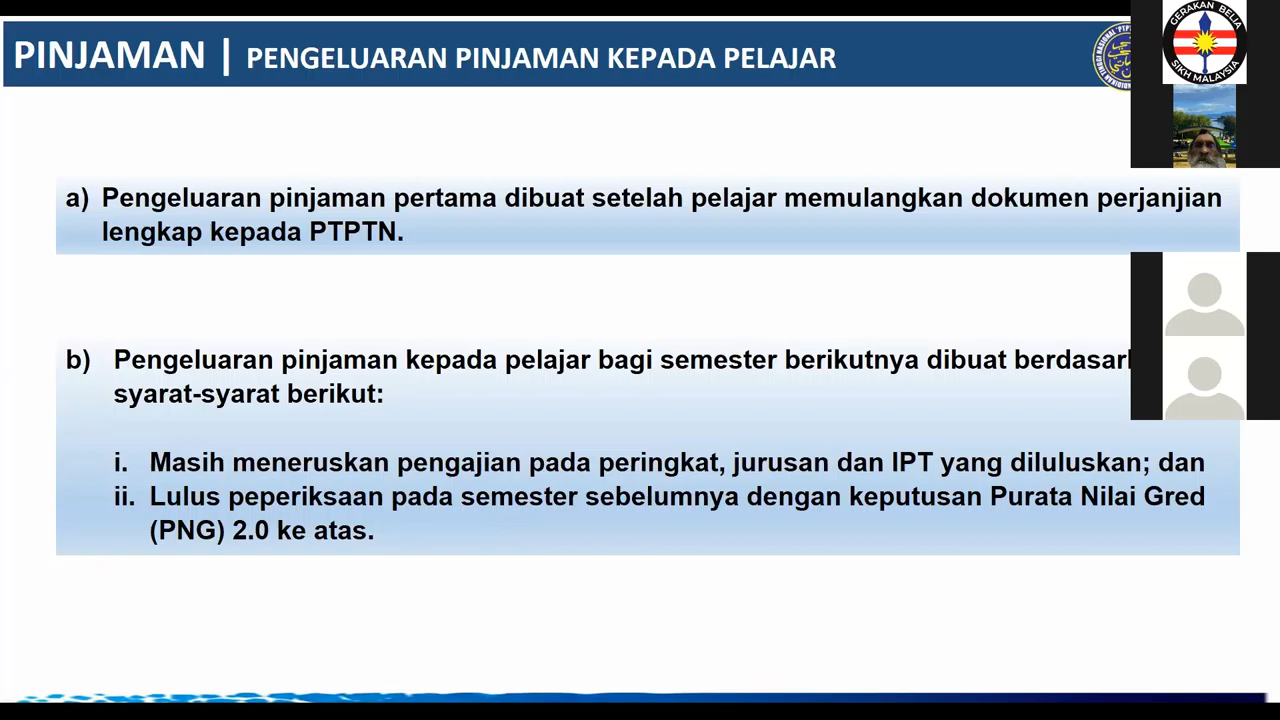 PINJAMAN | PENGELUARAN PINJAMAN KEPADA PELAJAR
GERAKAN BELIA
SIKH MALAYSIA
a) Pengeluaran pinjaman pertama dibuat setelah pelajar memulangkan dokumen perjanjian
lengkap kepada PTPTN.
b) Pengeluaran pinjaman kepada pelajar bagi semester berikutnya dibuat
syarat-syarat berikut:
i. Masih meneruskan pengajian pada peringkat, jurusan dan IPT yang diluluskan; dan
ii. Lulus peperiksaan pada semester sebelumnya dengan keputusan Purata Nilai Gred
(PNG) 2.0 ke atas.